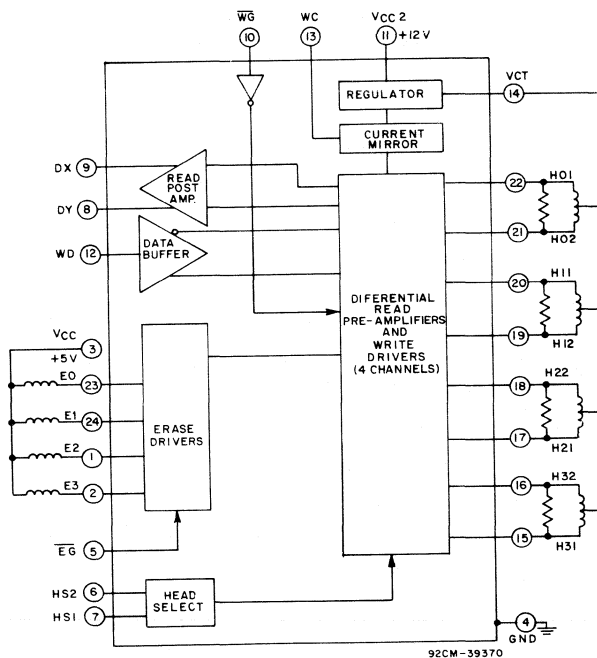 WG
WC
VCC 2
10
13
11 +12V
VCT
REGULATOR
14
CURRENT
MIRROR
DX 9
READ
POST
AMP.
22 H01
DY 8
DATA
BUFFER
21 H02
WD 12
20 H11
DIFERENTIAL
READ
PRE-AMPLIFIERS
AND
WRITE
DRIVERS
(4 CHANNELS)
19 H12
VCC 3
+5V
E0 23
18 H22
E1 24
ERASE
DRIVERS
17 H21
E2 1
E3 2
16 H32
EG 5
15 H31
HS2 6
HEAD
SELECT
HS1 7
4
GND
92CM-39370